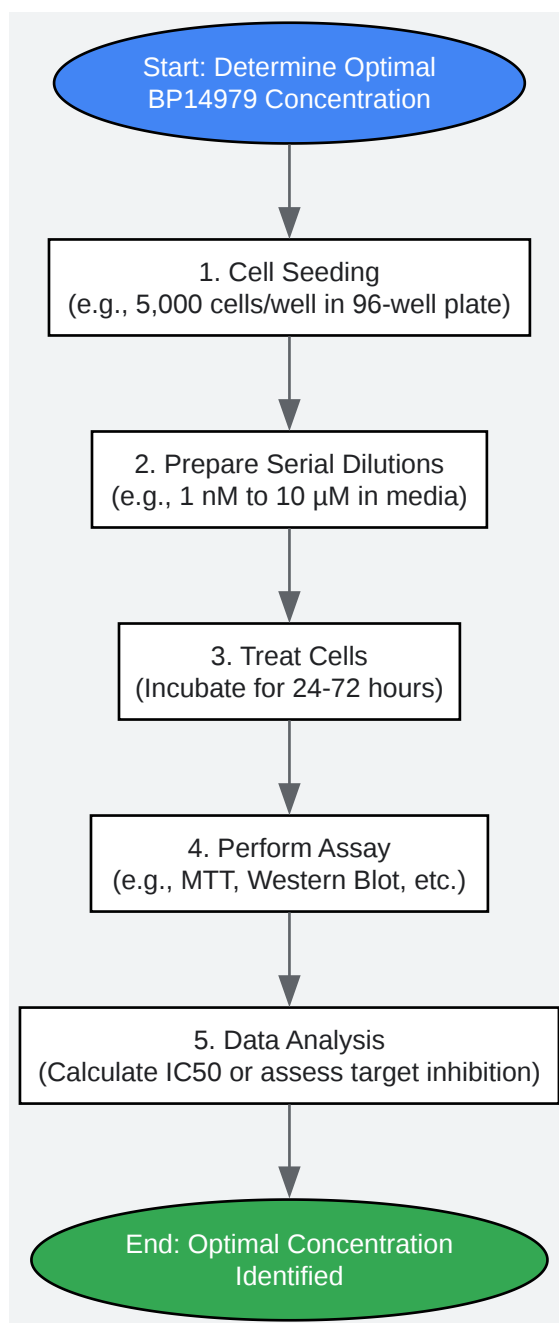 Start: Determine Optimal
BP14979 Concentration
1. Cell Seeding
(e.g., 5,000 cells/well in 96-well plate)
2. Prepare Serial Dilutions
(e.g., 1 nM to 10 µM in media)
3. Treat Cells
(Incubate for 24-72 hours)
4. Perform Assay
(e.g., MTT, Western Blot, etc.)
5. Data Analysis
(Calculate IC50 or assess target inhibition)
End: Optimal Concentration
Identified